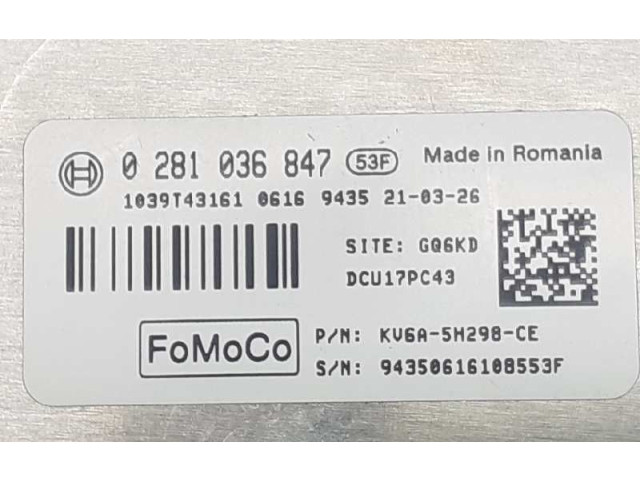 0 281 036 847 53F Made in Romania
1039T43161 0616 9435 21-03-26
SITE: GQ6KD
DCU17PC43
FoMoCo
P/N: KV6A-5H298-CE
S/N: 94350616108553F